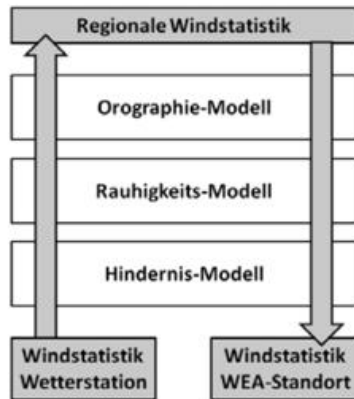 Regionale Windstatistik
Orographie-Modell
Rauhigkeits-Modell
Hindernis-Modell
Windstatistik
Wetterstation
Windstatistik
WEA-Standort